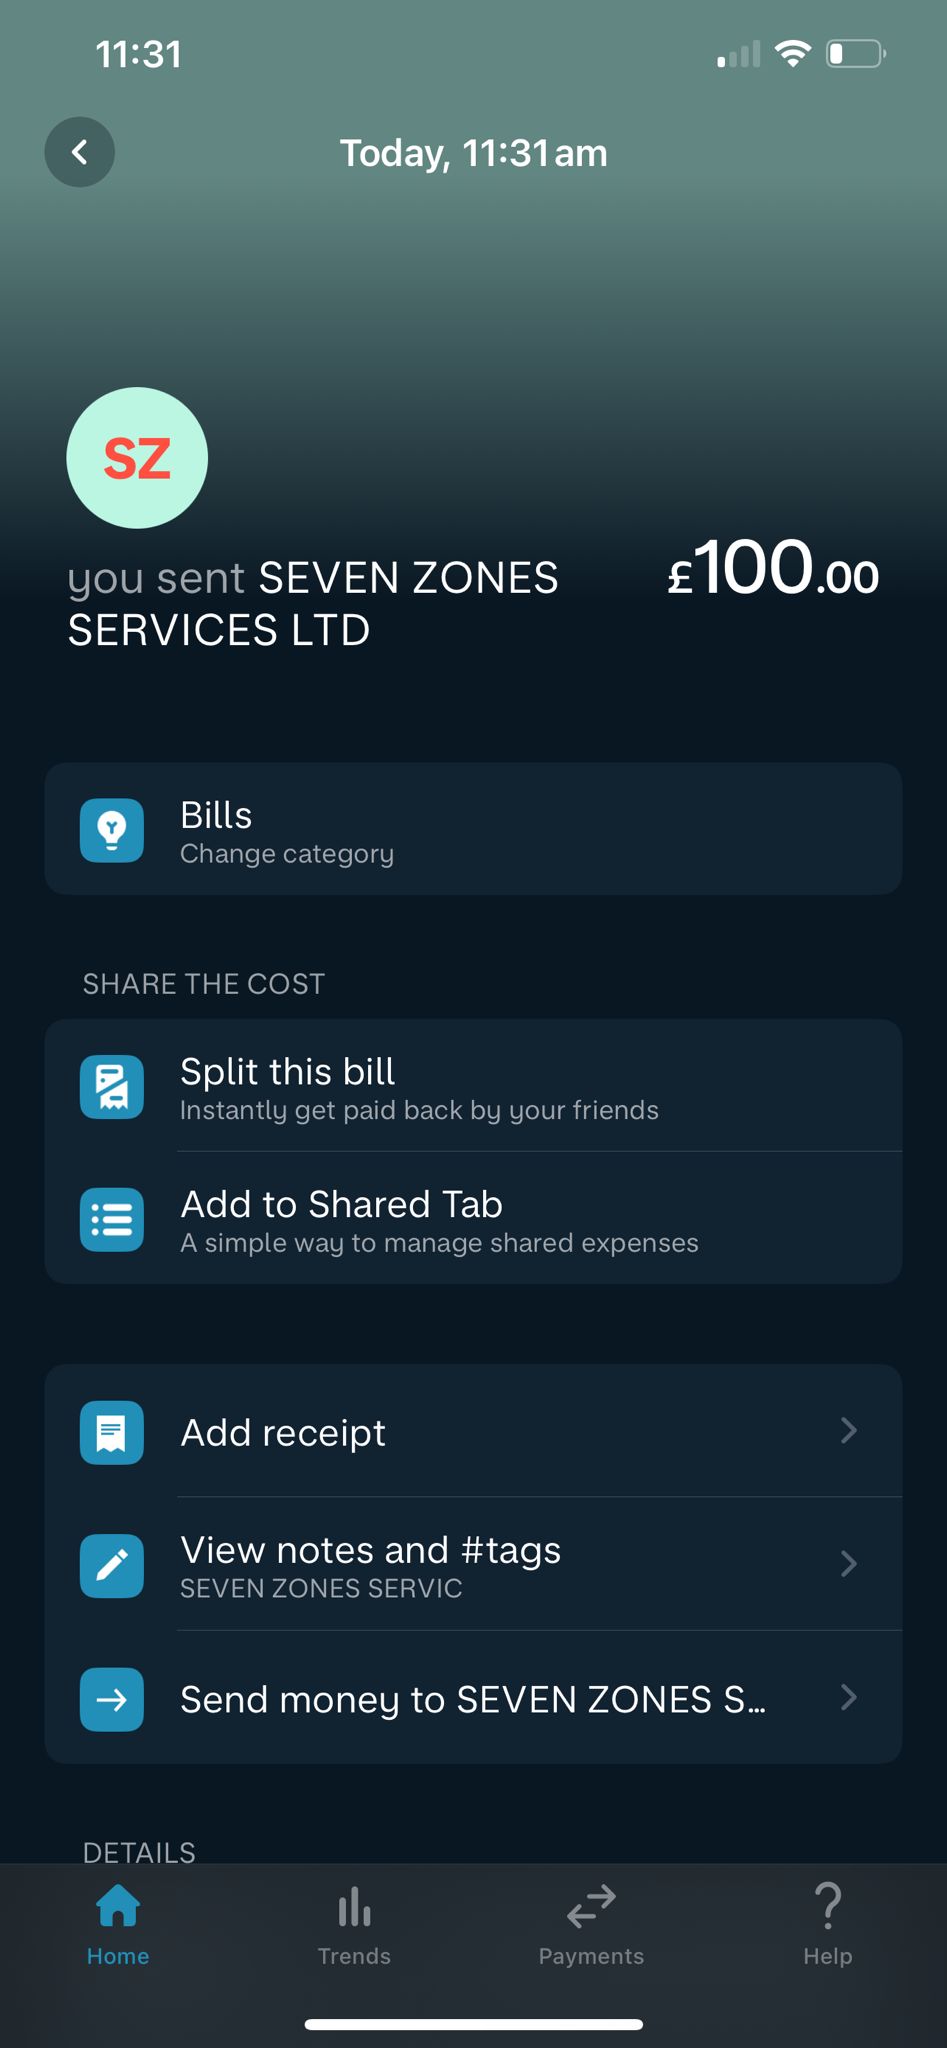 11:31
Today, 11:31am
SZ
you sent SEVEN ZONES
SERVICES LTD
£100.00
Bills
Change category
SHARE THE COST
Split this bill
Instantly get paid back by your friends
Add to Shared Tab
A simple way to manage shared expenses
Add receipt
View notes and #tags
SEVEN ZONES SERVIC
Send money to SEVEN ZONES S...
DETAILS
Home
Trends
Payments
Help